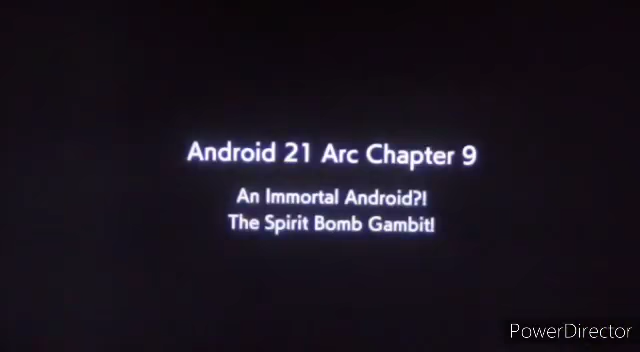 Android 21 Arc Chapter 9
An Immortal Android?!
The Spirit Bomb Gambit!
PowerDirector